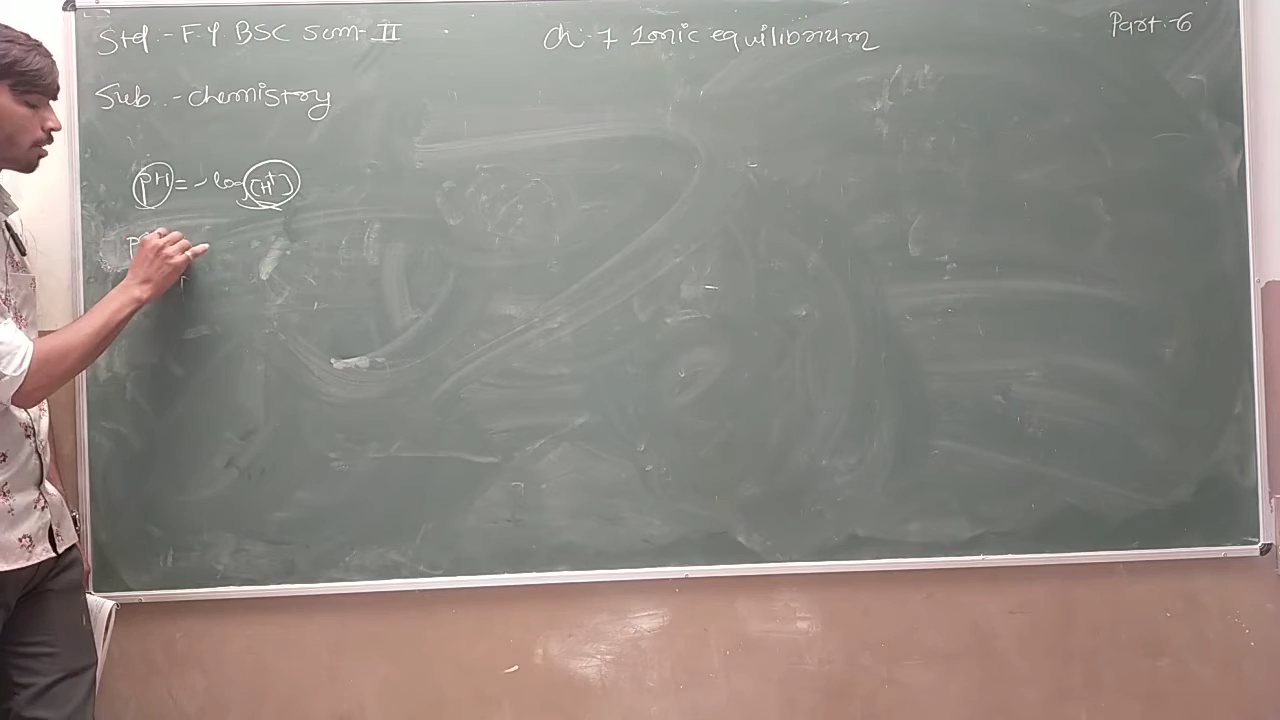 Std :- F.Y BSC Sem-II
Ch:-7 Ionic equilibrium
Part-6
Sub :- chemistry
pH = - log [H+]
P